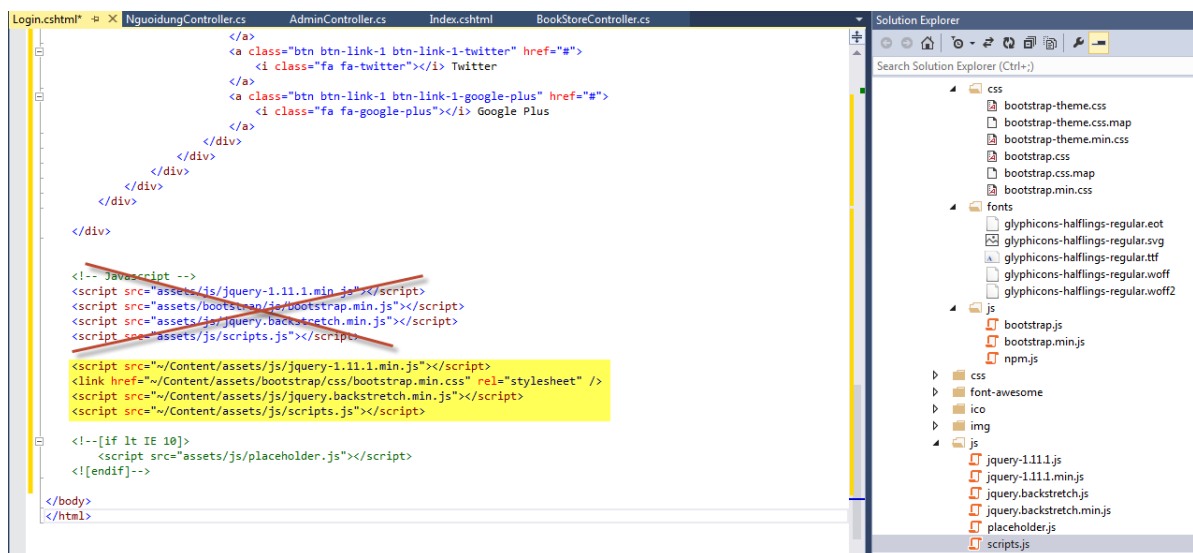 Login.cshtml*
NguoidungController.cs
AdminController.cs
Index.cshtml
BookStoreController.cs
</a>
<a class="btn btn-link-1 btn-link-1-twitter" href="#">
<i class="fa fa-twitter"></i> Twitter
</a>
<a class="btn btn-link-1 btn-link-1-google-plus" href="#">
<i class="fa fa-google-plus"></i> Google Plus
</a>
</div>
</div>
</div>
</div>
</div>
</div>
<!-- Javascript -->
<script src="assets/js/jquery-1.11.1.min.js"></script>
<script src="assets/bootstrap/js/bootstrap.min.js"></script>
<script src="assets/js/jquery.backstretch.min.js"></script>
<script src="assets/js/scripts.js"></script>
<script src="~/Content/assets/js/jquery-1.11.1.min.js"></script>
<link href="~/Content/assets/bootstrap/css/bootstrap.min.css" rel="stylesheet" />
<script src="~/Content/assets/js/jquery.backstretch.min.js"></script>
<script src="~/Content/assets/js/scripts.js"></script>
<!--[if lt IE 10]>
<script src="assets/js/placeholder.js"></script>
<![endif]-->
</body>
</html>
Solution Explorer
Search Solution Explorer (Ctrl+;)
css
bootstrap-theme.css
bootstrap-theme.css.map
bootstrap-theme.min.css
bootstrap.css
bootstrap.css.map
bootstrap.min.css
fonts
glyphicons-halflings-regular.eot
glyphicons-halflings-regular.svg
glyphicons-halflings-regular.ttf
glyphicons-halflings-regular.woff
glyphicons-halflings-regular.woff2
js
bootstrap.js
bootstrap.min.js
npm.js
css
font-awesome
ico
img
js
jquery-1.11.1.js
jquery-1.11.1.min.js
jquery.backstretch.js
jquery.backstretch.min.js
placeholder.js
scripts.js